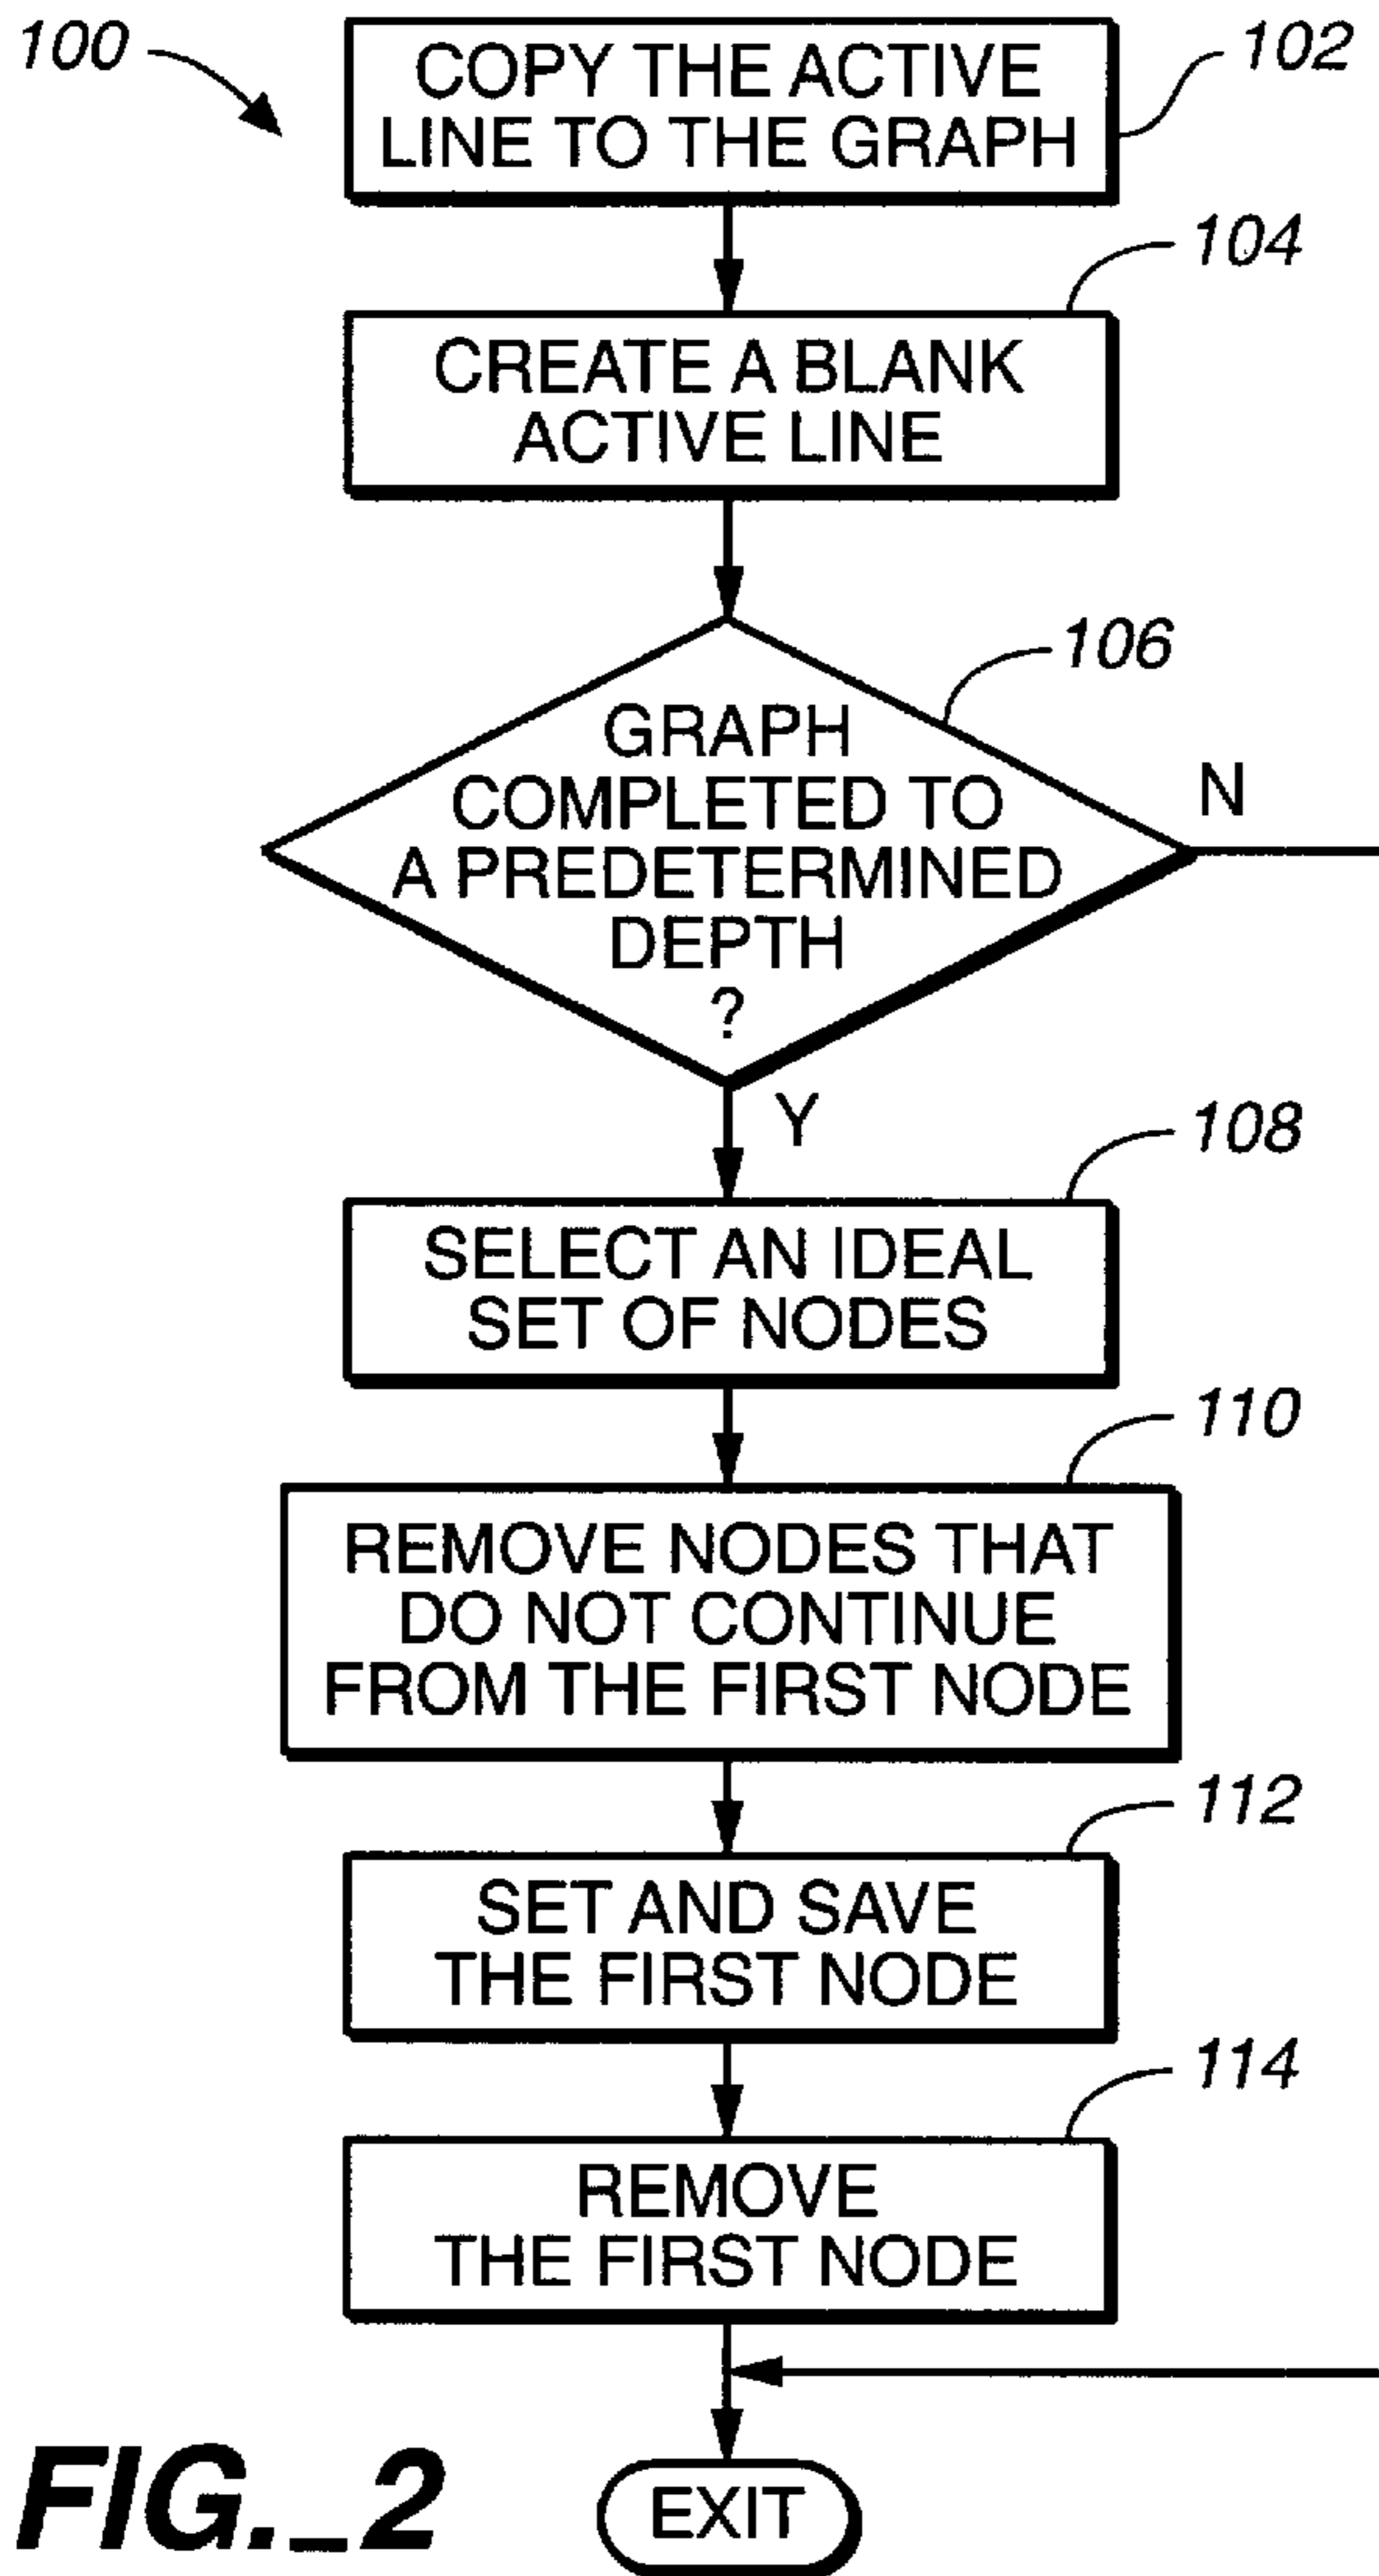 100
COPY THE ACTIVE
LINE TO THE GRAPH
102
104
CREATE A BLANK
ACTIVE LINE
106
GRAPH
COMPLETED TO
A PREDETERMINED
DEPTH
?
N
Y
108
SELECT AN IDEAL
SET OF NODES
110
REMOVE NODES THAT
DO NOT CONTINUE
FROM THE FIRST NODE
112
SET AND SAVE
THE FIRST NODE
114
REMOVE
THE FIRST NODE
EXIT
FIG._2